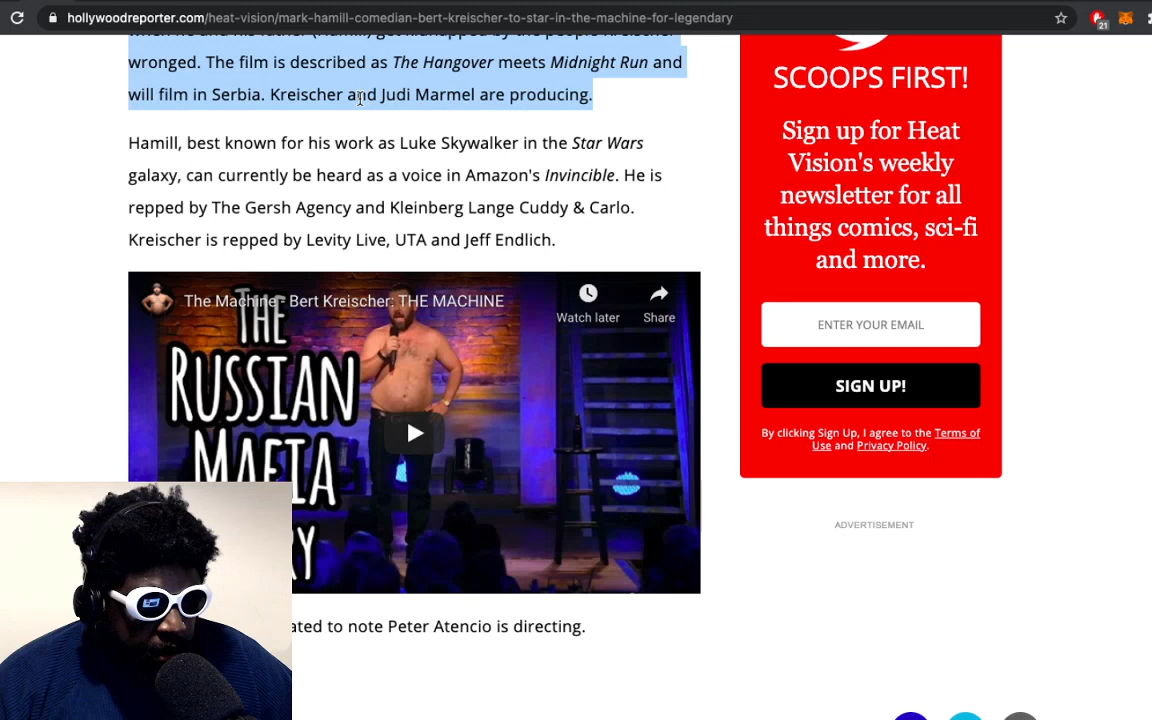 hollywoodreporter.com/heat-vision/mark-hamill-comedian-bert-kreischer-to-star-in-the-machine-for-legendary
21
wronged. The film is described as The Hangover meets Midnight Run and
will film in Serbia. Kreischer and Judi Marmel are producing.
Hamill, best known for his work as Luke Skywalker in the Star Wars
galaxy, can currently be heard as a voice in Amazon's Invincible. He is
repped by The Gersh Agency and Kleinberg Lange Cuddy & Carlo.
Kreischer is repped by Levity Live, UTA and Jeff Endlich.
The Machine - Bert Kreischer: THE MACHINE
Watch later
Share
THE
RUSSIAN
MAFIA
ated to note Peter Atencio is directing.
SCOOPS FIRST!
Sign up for Heat
Vision's weekly
newsletter for all
things comics, sci-fi
and more.
ENTER YOUR EMAIL
SIGN UP!
By clicking Sign Up, I agree to the Terms of
Use and Privacy Policy.
ADVERTISEMENT